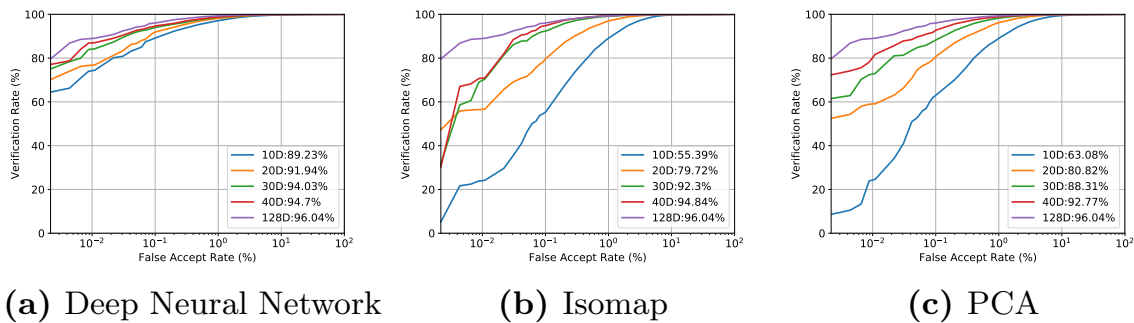 100
80
60
40
20
0
Verification Rate (%)
10D:89.23%
20D:91.94%
30D:94.03%
40D:94.7%
128D:96.04%
10⁻² 10⁻¹ 10⁰ 10¹ 10²
False Accept Rate (%)
(a) Deep Neural Network
100
80
60
40
20
0
Verification Rate (%)
10D:55.39%
20D:79.72%
30D:92.3%
40D:94.84%
128D:96.04%
10⁻² 10⁻¹ 10⁰ 10¹ 10²
False Accept Rate (%)
(b) Isomap
100
80
60
40
20
0
Verification Rate (%)
10D:63.08%
20D:80.82%
30D:88.31%
40D:92.77%
128D:96.04%
10⁻² 10⁻¹ 10⁰ 10¹ 10²
False Accept Rate (%)
(c) PCA